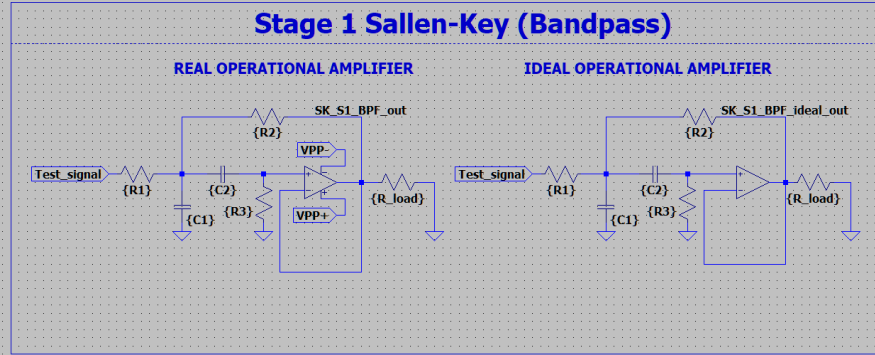 Stage 1 Sallen-Key (Bandpass)
REAL OPERATIONAL AMPLIFIER
IDEAL OPERATIONAL AMPLIFIER
SK_S1_BPF_out
{R2}
VPP-
Test_signal
{R1}
{C2}
+
-
-
+
{R_load}
{R3}
VPP+
{C1}
SK_S1_BPF_ideal_out
{R2}
Test_signal
{R1}
{C2}
+
-
{R_load}
{R3}
{C1}